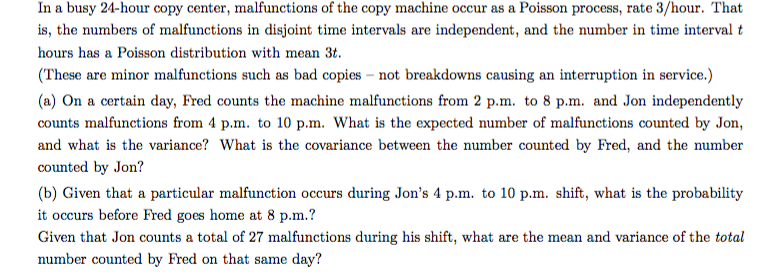 In a busy 24-hour copy center, malfunctions of the copy machine occur as a Poisson process, rate 3/hour. That
is, the numbers of malfunctions in disjoint time intervals are independent, and the number in time interval t
hours has a Poisson distribution with mean 3t.
(These are minor malfunctions such as bad copies – not breakdowns causing an interruption in service.)
(a) On a certain day, Fred counts the machine malfunctions from 2 p.m. to 8 p.m. and Jon independently
counts malfunctions from 4 p.m. to 10 p.m. What is the expected number of malfunctions counted by Jon,
and what is the variance? What is the covariance between the number counted by Fred, and the number
counted by Jon?
(b) Given that a particular malfunction occurs during Jon's 4 p.m. to 10 p.m. shift, what is the probability
it occurs before Fred goes home at 8 p.m.?
Given that Jon counts a total of 27 malfunctions during his shift, what are the mean and variance of the total
number counted by Fred on that same day?